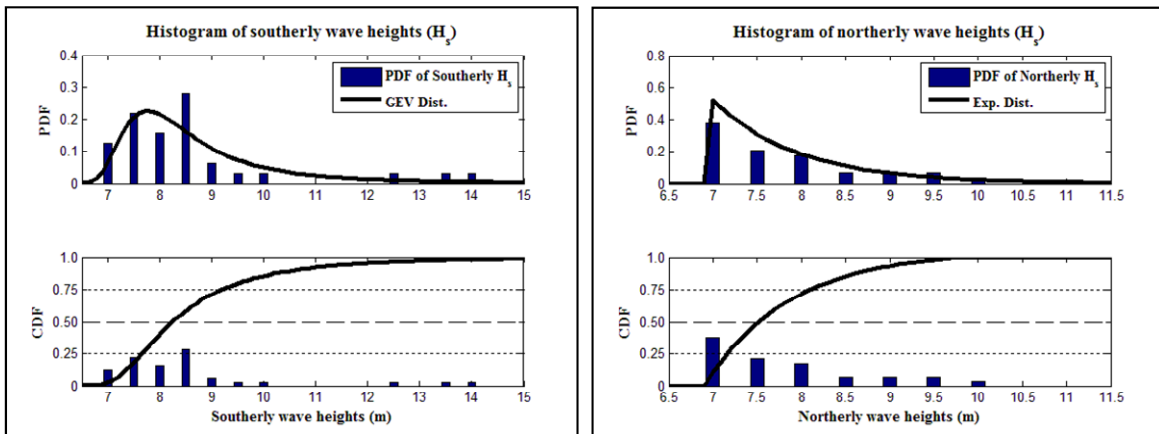 Histogram of southerly wave heights (Hs)
PDF
0.4
0.3
0.2
0.1
0
PDF of Southerly Hs
GEV Dist.
7 8 9 10 11 12 13 14 15
CDF
1.0
0.75
0.50
0.25
0
7 8 9 10 11 12 13 14 15
Southerly wave heights (m)
Histogram of northerly wave heights (Hs)
PDF
0.8
0.6
0.4
0.2
0
PDF of Northerly Hs
Exp. Dist.
6.5 7 7.5 8 8.5 9 9.5 10 10.5 11 11.5
CDF
1.0
0.75
0.50
0.25
0
6.5 7 7.5 8 8.5 9 9.5 10 10.5 11 11.5
Northerly wave heights (m)